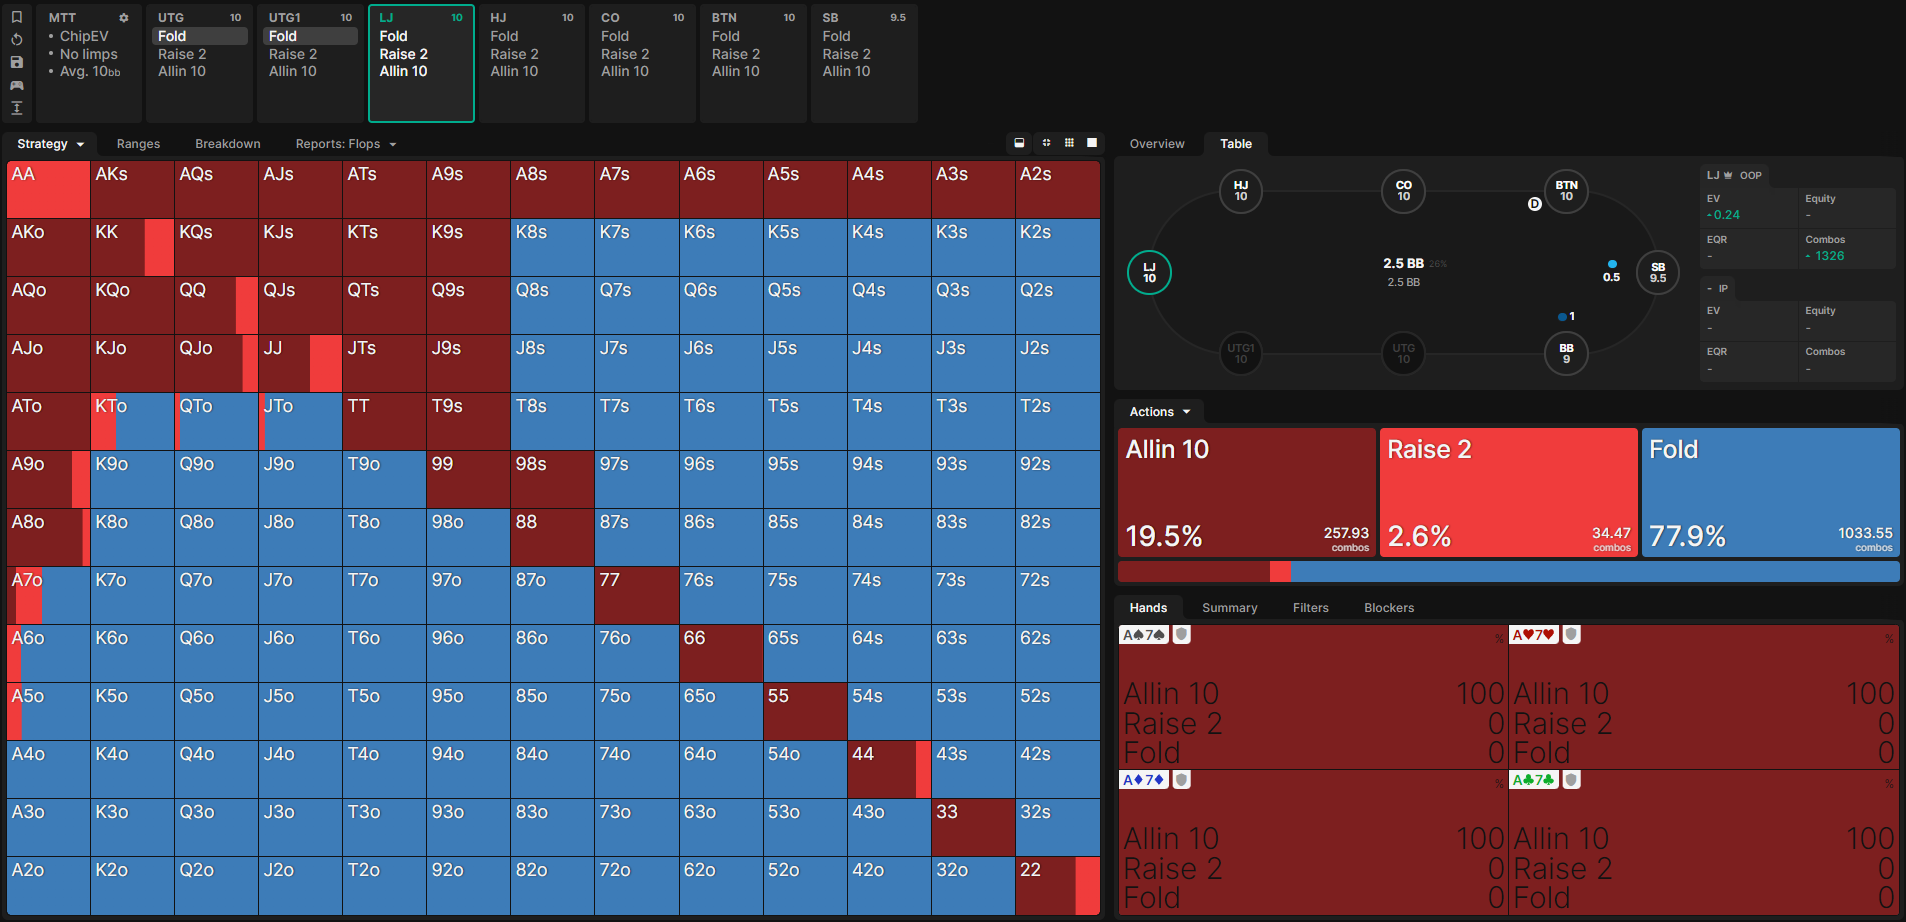 MTT
• ChipEV
• No limps
• Avg. 10bb
UTG 10
Fold
Raise 2
Allin 10
UTG1 10
Fold
Raise 2
Allin 10
LJ 10
Fold
Raise 2
Allin 10
HJ 10
Fold
Raise 2
Allin 10
CO 10
Fold
Raise 2
Allin 10
BTN 10
Fold
Raise 2
Allin 10
SB 9.5
Fold
Raise 2
Allin 10
Strategy Ranges Breakdown Reports: Flops
AA AKs AQs AJs ATs A9s A8s A7s A6s A5s A4s A3s A2s
AKo KK KQs KJs KTs K9s K8s K7s K6s K5s K4s K3s K2s
AQo KQo QQ QJs QTs Q9s Q8s Q7s Q6s Q5s Q4s Q3s Q2s
AJo KJo QJo JJ JTs J9s J8s J7s J6s J5s J4s J3s J2s
ATo KTo QTo JTo TT T9s T8s T7s T6s T5s T4s T3s T2s
A9o K9o Q9o J9o T9o 99 98s 97s 96s 95s 94s 93s 92s
A8o K8o Q8o J8o T8o 98o 88 87s 86s 85s 84s 83s 82s
A7o K7o Q7o J7o T7o 97o 87o 77 76s 75s 74s 73s 72s
A6o K6o Q6o J6o T6o 96o 86o 76o 66 65s 64s 63s 62s
A5o K5o Q5o J5o T5o 95o 85o 75o 65o 55 54s 53s 52s
A4o K4o Q4o J4o T4o 94o 84o 74o 64o 54o 44 43s 42s
A3o K3o Q3o J3o T3o 93o 83o 73o 63o 53o 43o 33 32s
A2o K2o Q2o J2o T2o 92o 82o 72o 62o 52o 42o 32o 22
Overview Table
HJ
10
CO
10
BTN
10
D
LJ
10
2.5 BB 26%
2.5 BB
0.5
SB
9.5
1
UTG1
10
UTG
10
BB
9
LJ OOP
EV Equity
0.24 -
EQR Combos
- 1326
- IP
EV Equity
- -
EQR Combos
- -
Actions
Allin 10
19.5%
257.93
combos
Raise 2
2.6%
34.47
combos
Fold
77.9%
1033.55
combos
Hands Summary Filters Blockers
A♠7♠ %
Allin 10 100
Raise 2 0
Fold 0
A♥7♥ %
Allin 10 100
Raise 2 0
Fold 0
A♦7♦ %
Allin 10 100
Raise 2 0
Fold 0
A♣7♣ %
Allin 10 100
Raise 2 0
Fold 0